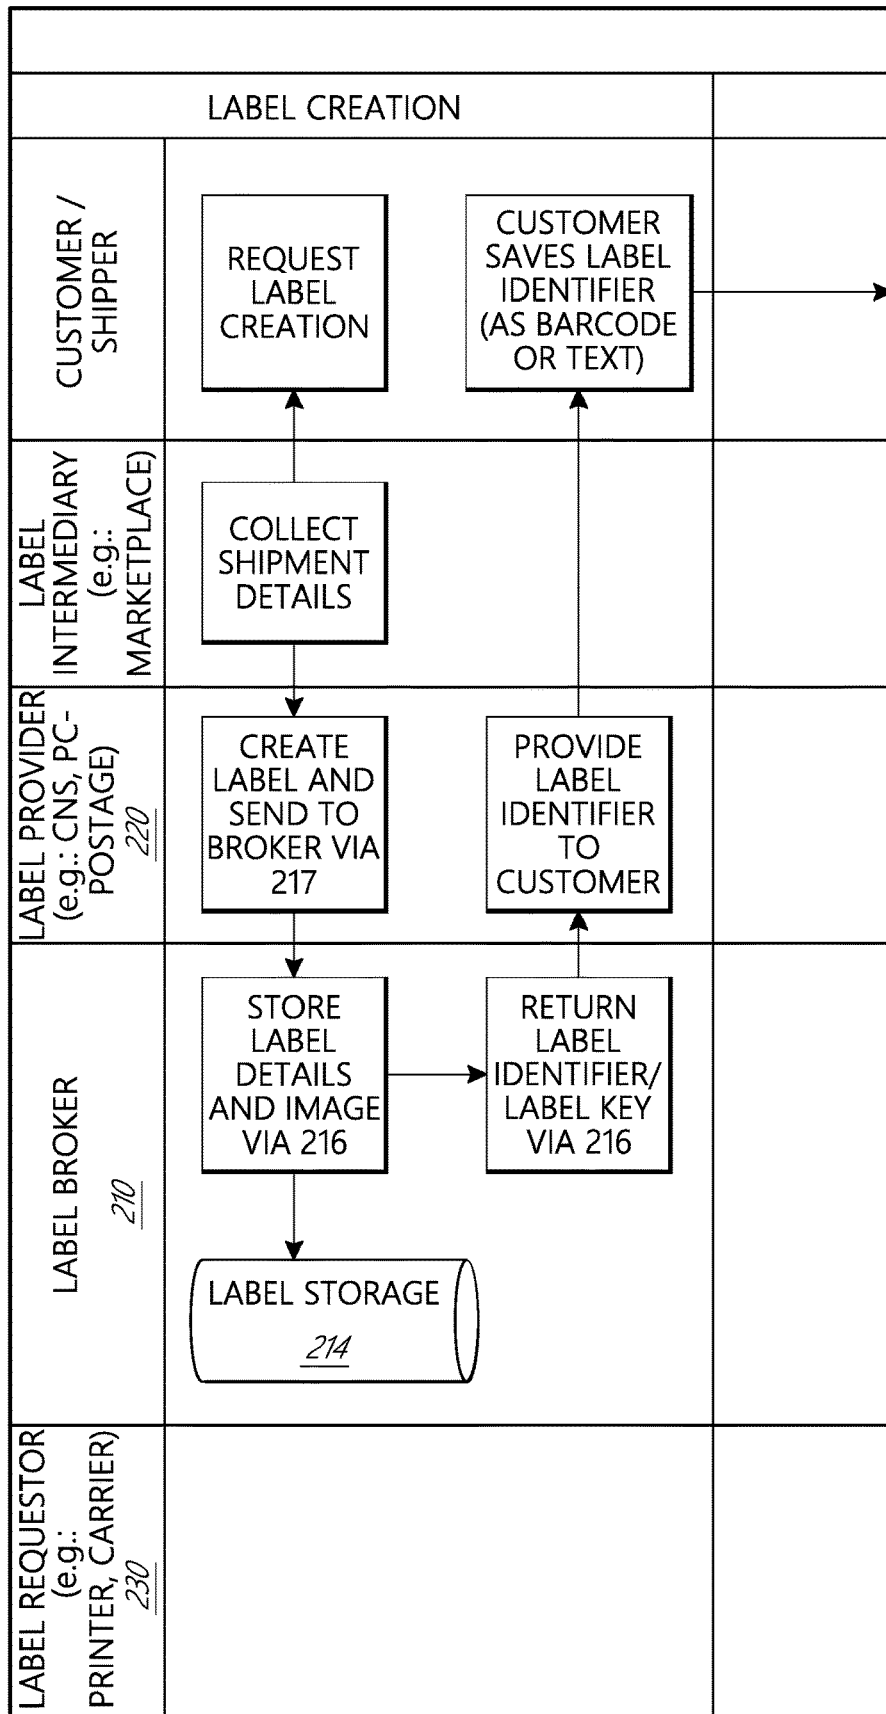 LABEL CREATION
CUSTOMER /
SHIPPER
REQUEST
LABEL
CREATION
CUSTOMER
SAVES LABEL
IDENTIFIER
(AS BARCODE
OR TEXT)
LABEL
INTERMEDIARY
(e.g.:
MARKETPLACE)
COLLECT
SHIPMENT
DETAILS
LABEL PROVIDER
(e.g.: CNS, PC-
POSTAGE)
220
CREATE
LABEL AND
SEND TO
BROKER VIA
217
PROVIDE
LABEL
IDENTIFIER
TO
CUSTOMER
LABEL BROKER
210
STORE
LABEL
DETAILS
AND IMAGE
VIA 216
RETURN
LABEL
IDENTIFIER/
LABEL KEY
VIA 216
LABEL STORAGE
214
LABEL REQUESTOR
(e.g.:
PRINTER, CARRIER)
230